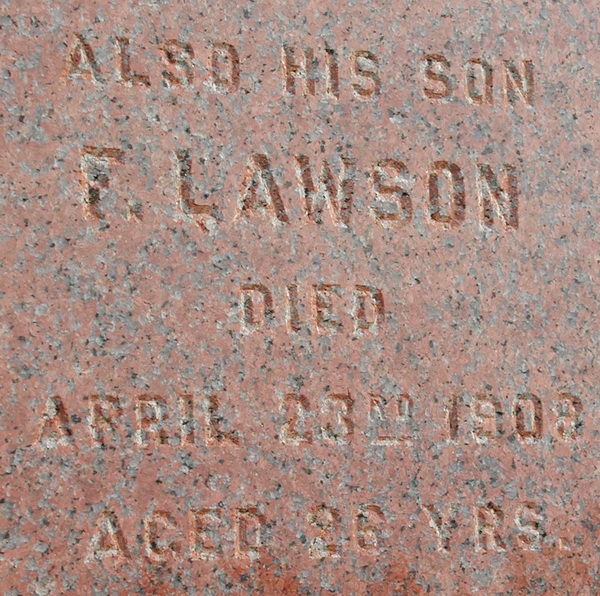 ALSO HIS SON
F. LAWSON
DIED
APRIL 23RD 1908
AGED 26 YRS.